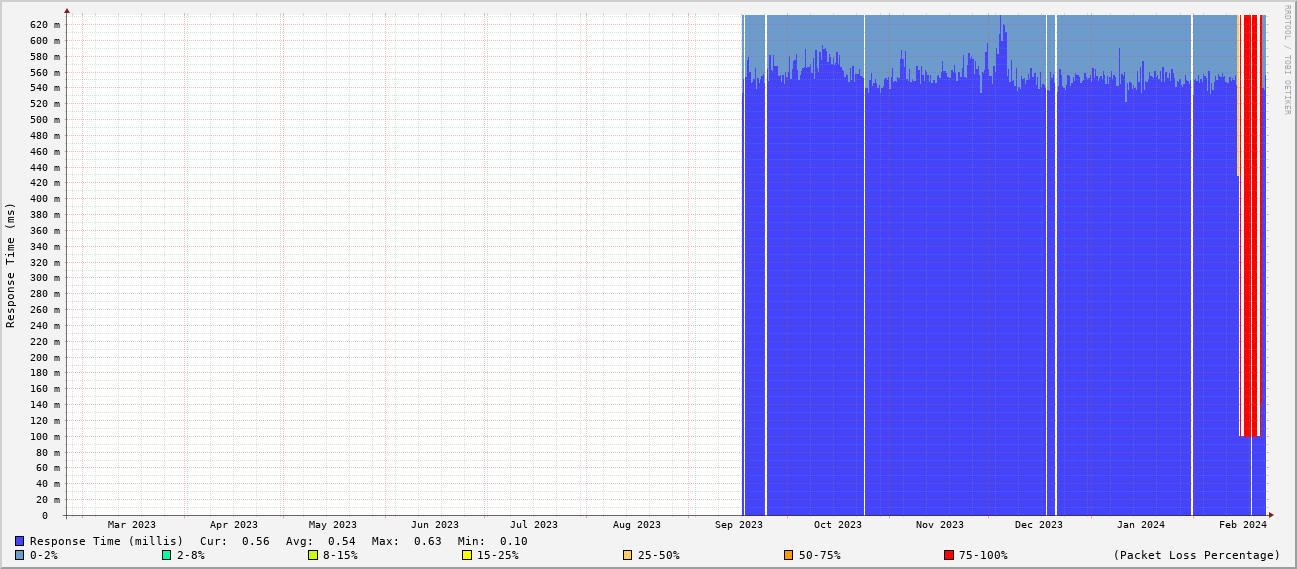 RRDTOOL / TOBI OETIKER
Response Time (ms)
620 m
600 m
580 m
560 m
540 m
520 m
500 m
480 m
460 m
440 m
420 m
400 m
380 m
360 m
340 m
320 m
300 m
280 m
260 m
240 m
220 m
200 m
180 m
160 m
140 m
120 m
100 m
80 m
60 m
40 m
20 m
0
Mar 2023 Apr 2023 May 2023 Jun 2023 Jul 2023 Aug 2023 Sep 2023 Oct 2023 Nov 2023 Dec 2023 Jan 2024 Feb 2024
Response Time (millis) Cur: 0.56 Avg: 0.54 Max: 0.63 Min: 0.10
0-2% 2-8% 8-15% 15-25% 25-50% 50-75% 75-100% (Packet Loss Percentage)